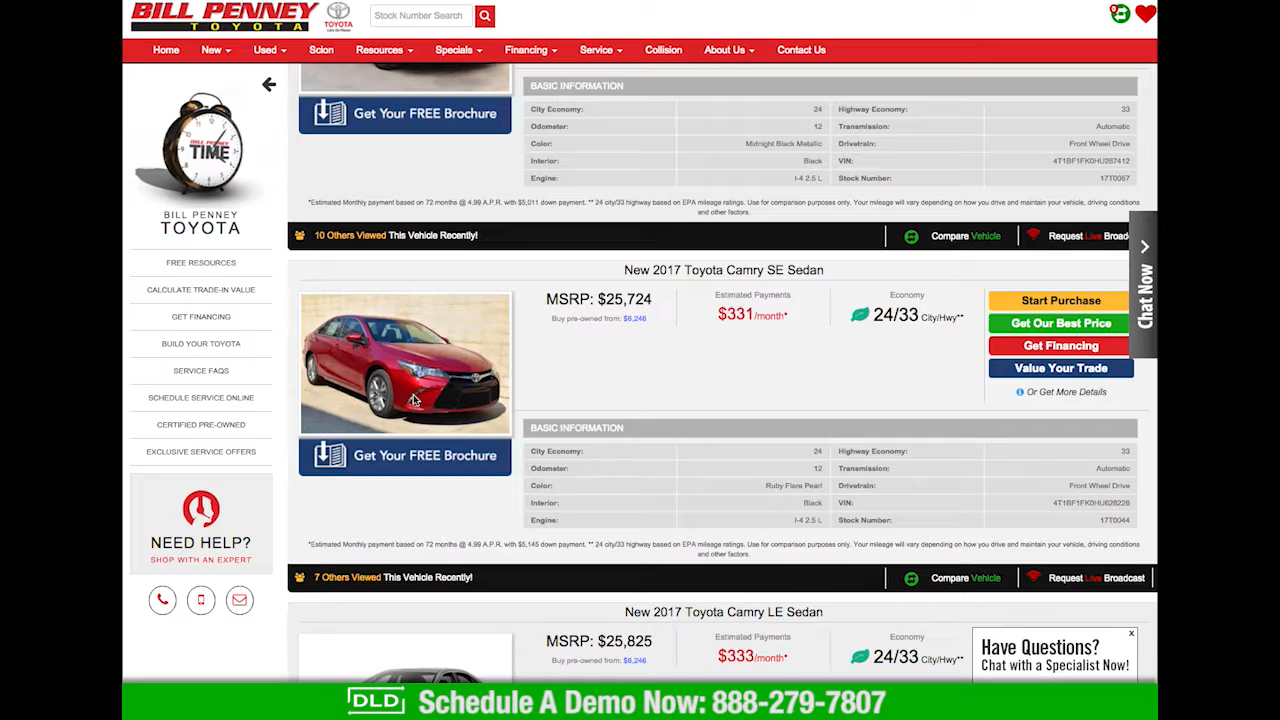 BILL PENNEY
TOYOTA
TOYOTA
Let's Go Places
Stock Number Search
Home New Used Scion Resources Specials Financing Service Collision About Us Contact Us
BILL PENNEY
TIME
BILL PENNEY
TOYOTA
FREE RESOURCES
CALCULATE TRADE-IN VALUE
GET FINANCING
BUILD YOUR TOYOTA
SERVICE FAQS
SCHEDULE SERVICE ONLINE
CERTIFIED PRE-OWNED
EXCLUSIVE SERVICE OFFERS
NEED HELP?
SHOP WITH AN EXPERT
Get Your FREE Brochure
BASIC INFORMATION
City Economy: 24 Highway Economy: 33
Odometer: 12 Transmission: Automatic
Color: Midnight Black Metallic Drivetrain: Front Wheel Drive
Interior: Black VIN: 4T1BF1FK0HU287412
Engine: I-4 2.5 L Stock Number: 17T0057
*Estimated Monthly payment based on 72 months @ 4.99 A.P.R. with $5,011 down payment. ** 24 city/33 highway based on EPA mileage ratings. Use for comparison purposes only. Your mileage will vary depending on how you drive and maintain your vehicle, driving conditions
and other factors.
10 Others Viewed This Vehicle Recently! Compare Vehicle Request Live Broad
Chat Now
New 2017 Toyota Camry SE Sedan
MSRP: $25,724
Buy pre-owned from: $6,246
Estimated Payments
$331/month*
Economy
24/33 City/Hwy**
Start Purchase
Get Our Best Price
Get Financing
Value Your Trade
Or Get More Details
Get Your FREE Brochure
BASIC INFORMATION
City Economy: 24 Highway Economy: 33
Odometer: 12 Transmission: Automatic
Color: Ruby Flare Pearl Drivetrain: Front Wheel Drive
Interior: Black VIN: 4T1BF1FK0HU628226
Engine: I-4 2.5 L Stock Number: 17T0044
*Estimated Monthly payment based on 72 months @ 4.99 A.P.R. with $5,145 down payment. ** 24 city/33 highway based on EPA mileage ratings. Use for comparison purposes only. Your mileage will vary depending on how you drive and maintain your vehicle, driving conditions
and other factors.
7 Others Viewed This Vehicle Recently! Compare Vehicle Request Live Broadcast
New 2017 Toyota Camry LE Sedan
MSRP: $25,825
Buy pre-owned from: $6,246
Estimated Payments
$333/month*
Economy
24/33 City/Hwy**
x
Have Questions?
Chat with a Specialist Now!
DLD Schedule A Demo Now: 888-279-7807